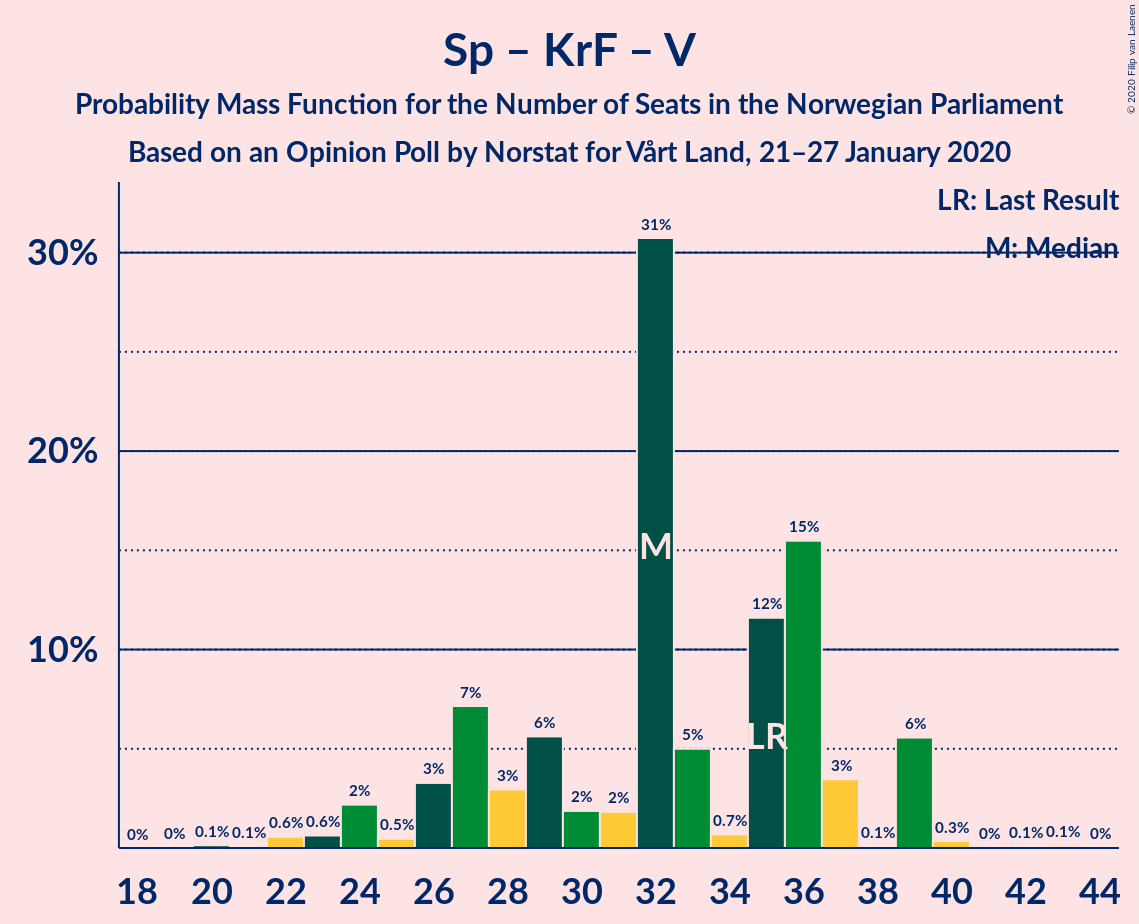 Sp – KrF – V
Probability Mass Function for the Number of Seats in the Norwegian Parliament
Based on an Opinion Poll by Norstat for Vårt Land, 21–27 January 2020
© 2020 Filip van Laenen
LR: Last Result
M: Median
30%
20%
10%
0% 0% 0.1% 0.1% 0.6% 0.6% 2% 0.5% 3% 7% 3% 6% 2% 2% 31% 5% 0.7% 12% 15% 3% 0.1% 6% 0.3% 0% 0.1% 0.1% 0%
M
LR
18 20 22 24 26 28 30 32 34 36 38 40 42 44